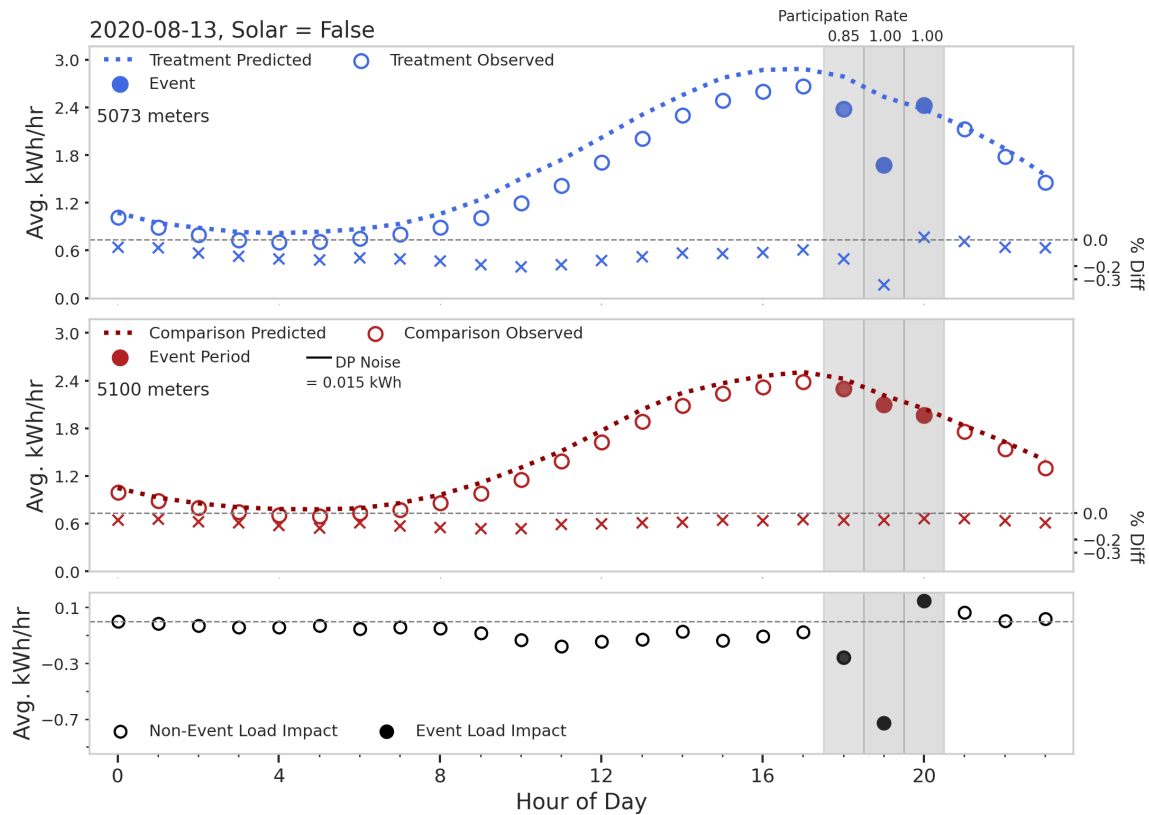 Participation Rate
2020-08-13, Solar = False
0.85 1.00 1.00
Treatment Predicted
Treatment Observed
Event
5073 meters
Avg. kWh/hr
3.0
2.4
1.8
1.2
0.6
0.0
0.0
−0.2
−0.3
% Diff
Comparison Predicted
Comparison Observed
Event Period
DP Noise
= 0.015 kWh
5100 meters
Avg. kWh/hr
3.0
2.4
1.8
1.2
0.6
0.0
0.0
−0.2
−0.3
% Diff
Avg. kWh/hr
0.1
−0.3
−0.7
Non-Event Load Impact
Event Load Impact
0 4 8 12 16 20
Hour of Day